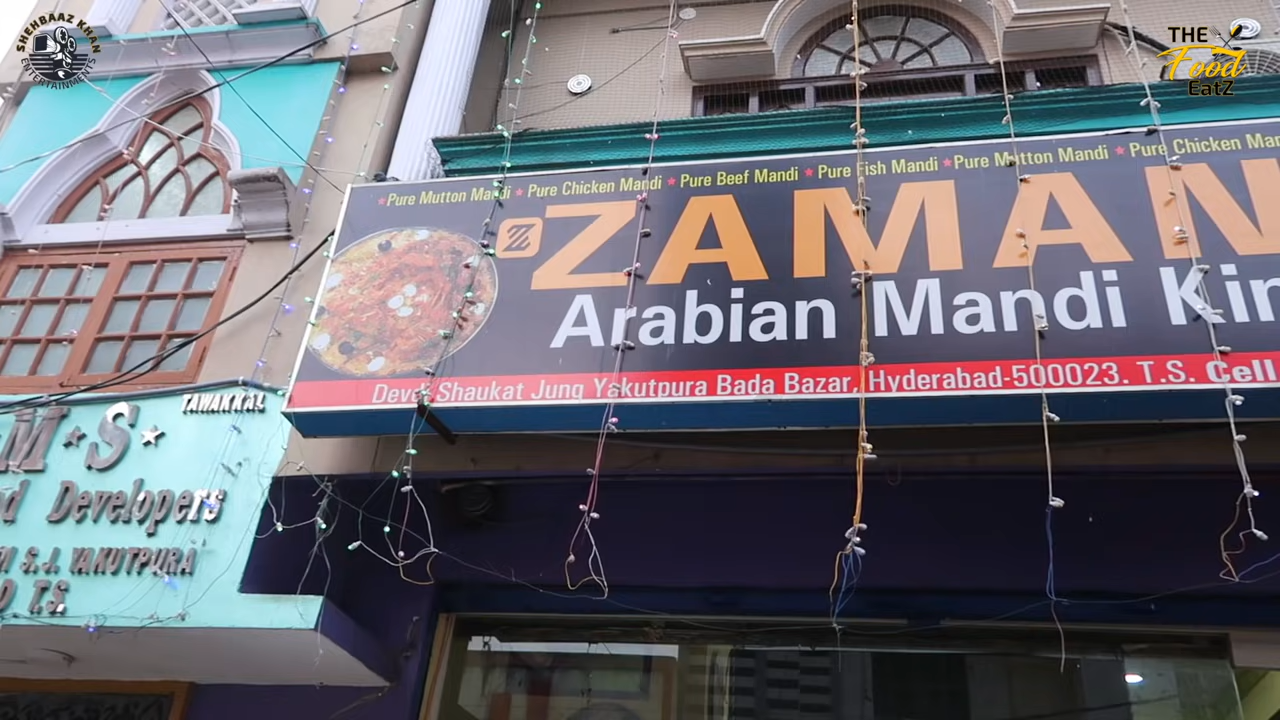 SHEHBAAZ KHAN
ENTERTAINMENTS
THE
Food
EatZ
★Pure Mutton Mandi ★ Pure Chicken Mandi ★ Pure Beef Mandi ★ Pure Fish Mandi ★Pure Mutton Mandi ★ Pure Chicken Man
ZAMAN
Arabian Mandi Kin
Shaukat Jung Yakutpura Bada Bazar, Hyderabad-500023. T.S. Cell
TAWAKKAL
M★S★
d Developers
S.J. YAKUTPURA
D T.S.